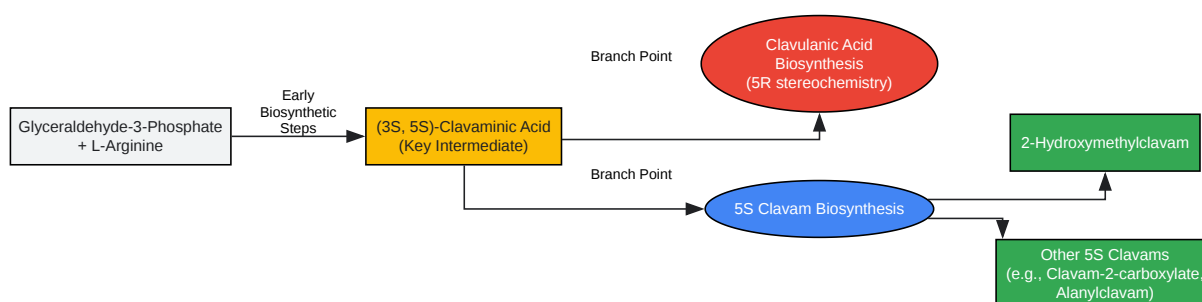 Glyceraldehyde-3-Phosphate
+ L-Arginine
Early
Biosynthetic
Steps
(3S, 5S)-Clavaminic Acid
(Key Intermediate)
Branch Point
Clavulanic Acid
Biosynthesis
(5R stereochemistry)
Branch Point
5S Clavam Biosynthesis
2-Hydroxymethylclavam
Other 5S Clavams
(e.g., Clavam-2-carboxylate,
Alanylclavam)